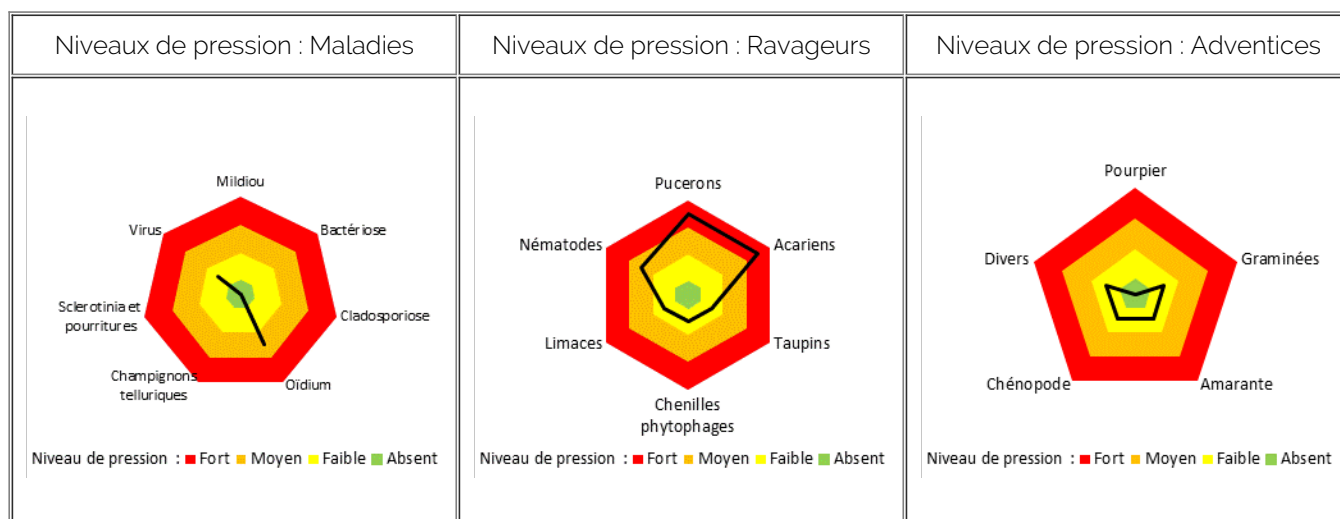 Niveaux de pression : Maladies
Niveaux de pression : Ravageurs
Niveaux de pression : Adventices
Mildiou
Virus
Bactériose
Sclerotinia et
pourritures
Cladosporiose
Champignons
telluriques
Oïdium
Niveau de pression : Fort Moyen Faible Absent
Pucerons
Nématodes
Acariens
Limaces
Taupins
Chenilles
phytophages
Niveau de pression : Fort Moyen Faible Absent
Pourpier
Divers
Graminées
Chénopode
Amarante
Niveau de pression : Fort Moyen Faible Absent